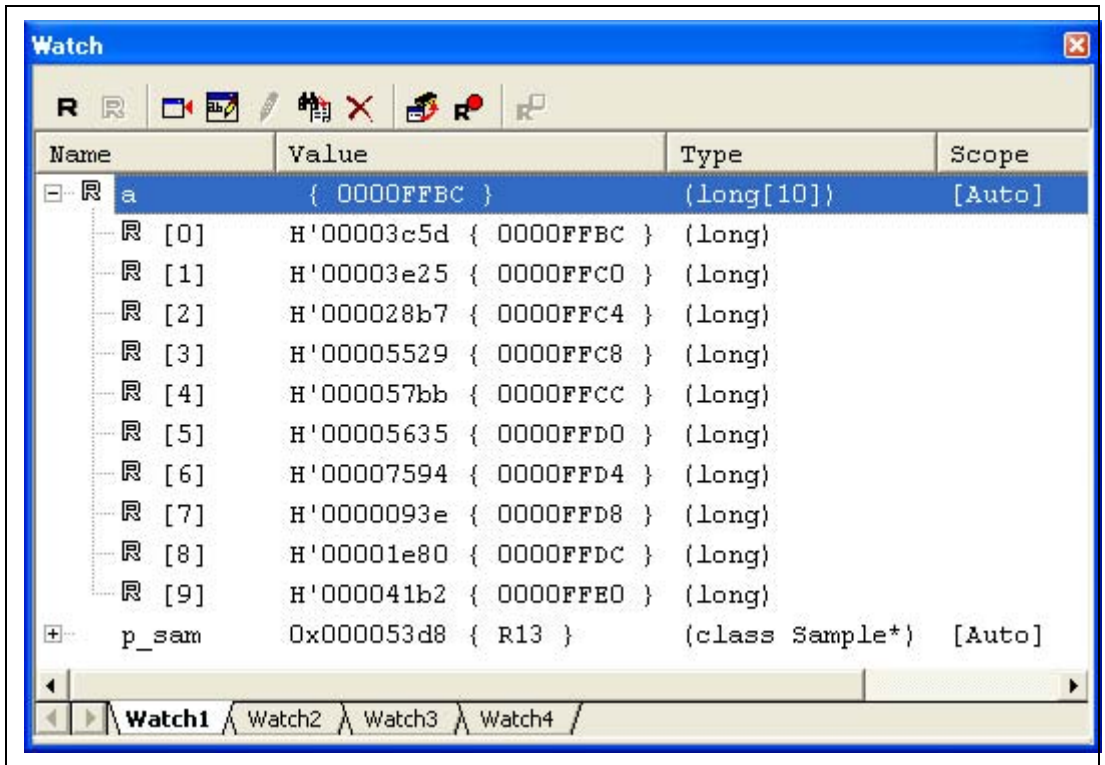 Watch
Name Value Type Scope
R a { 0000FFBC } (long[10]) [Auto]
R [0] H'00003c5d { 0000FFBC } (long)
R [1] H'00003e25 { 0000FFC0 } (long)
R [2] H'000028b7 { 0000FFC4 } (long)
R [3] H'00005529 { 0000FFC8 } (long)
R [4] H'000057bb { 0000FFCC } (long)
R [5] H'00005635 { 0000FFD0 } (long)
R [6] H'00007594 { 0000FFD4 } (long)
R [7] H'0000093e { 0000FFD8 } (long)
R [8] H'00001e80 { 0000FFDC } (long)
R [9] H'000041b2 { 0000FFE0 } (long)
p_sam 0x000053d8 { R13 } (class Sample*) [Auto]
Watch1 Watch2 Watch3 Watch4